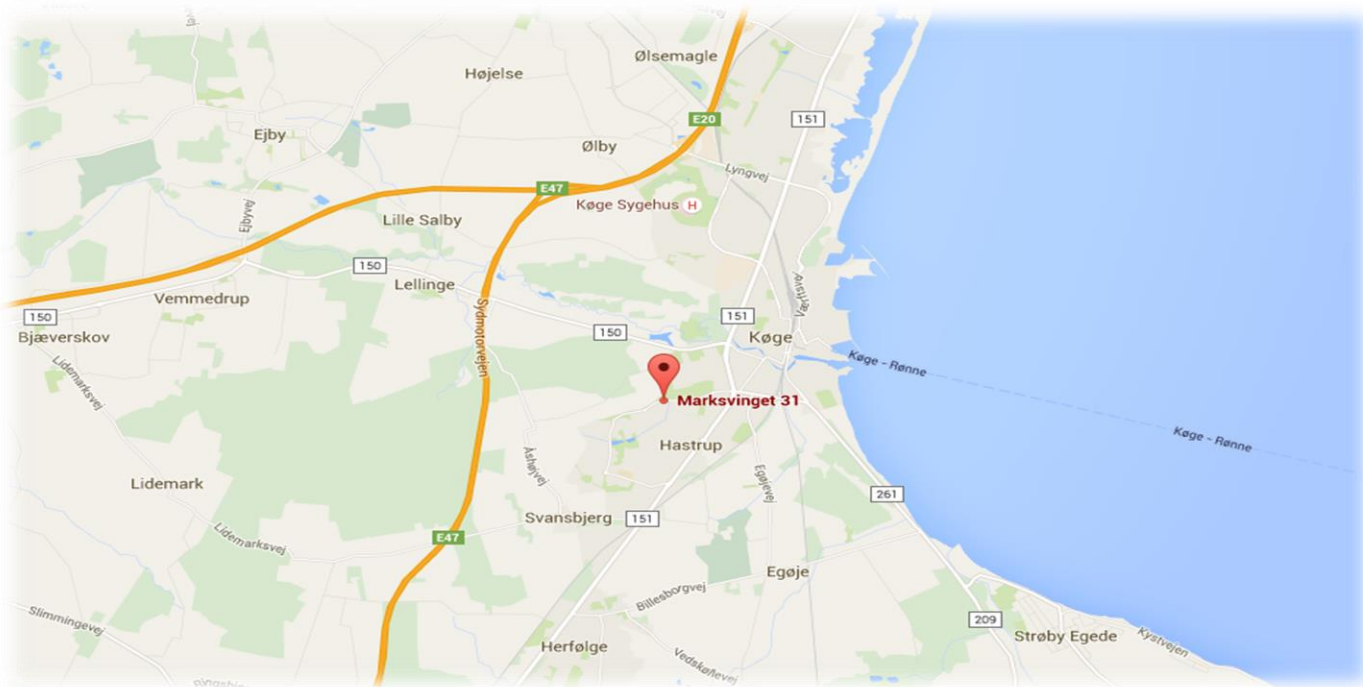 Ølsemagle
Højelse
E20
151
Ejby
Ølby
Lyngvej
E47
Køge Sygehus H
Ejbyvej
Lille Salby
150
Lellinge
Vemmedrup
Værftsvej
Sydmotorvejen
150
150
151
Bjæverskov
Køge
Køge - Rønne
Lidemarksvej
Marksvinget 31
Køge - Rønne
Hastrup
Åshøjvej
Egøjevej
Lidemark
261
Svansbjerg
151
Lidemarksvej
E47
Egøje
Billesborgvej
Slimmingevej
209
Strøby Egede
Kystvejen
Herfølge
Vedskøllevej